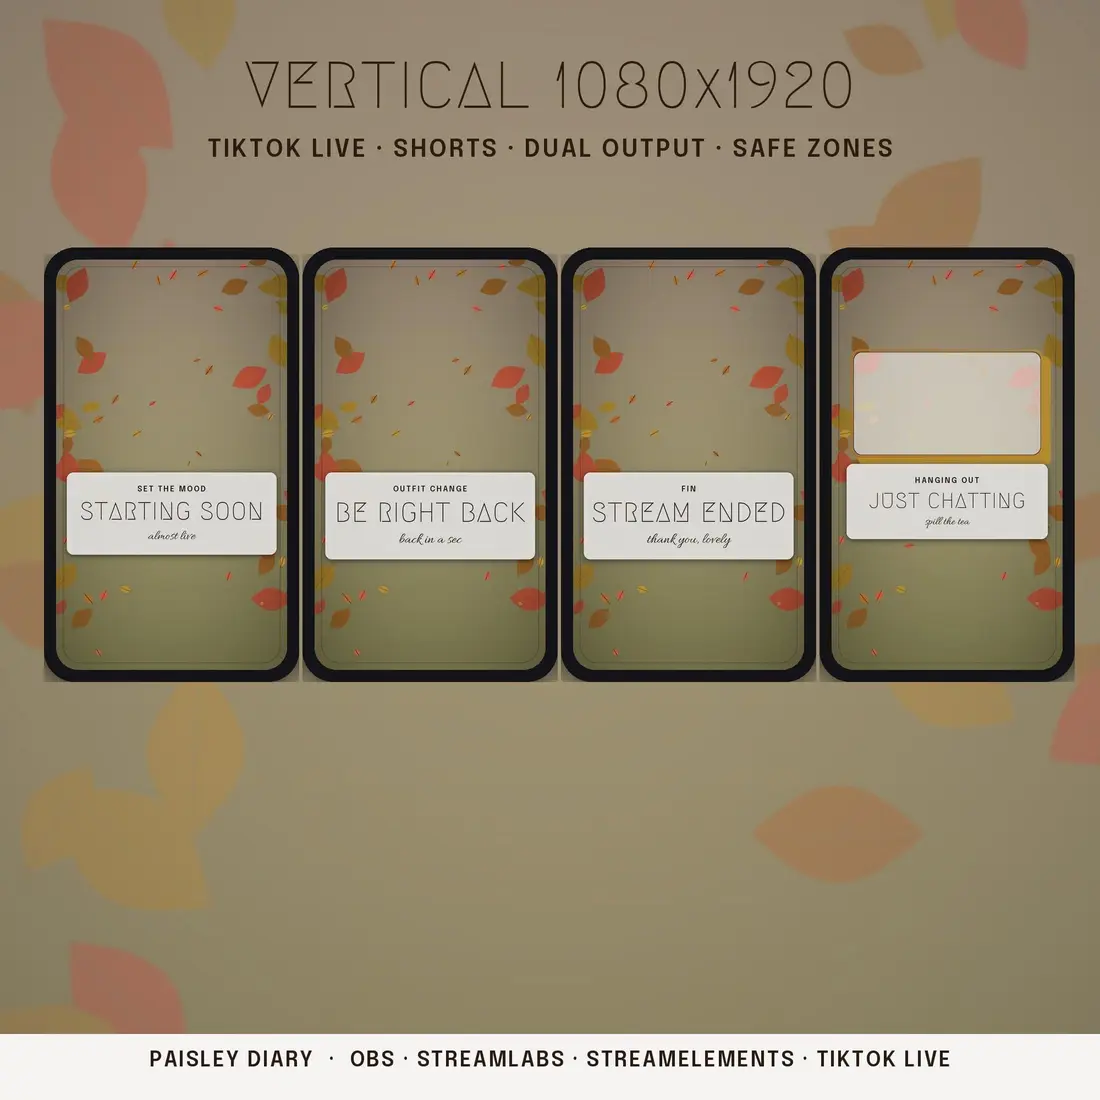 VERTICAL 1080x1920
TIKTOK LIVE · SHORTS · DUAL OUTPUT · SAFE ZONES
SET THE MOOD
STARTING SOON
almost live
OUTFIT CHANGE
BE RIGHT BACK
back in a sec
FIN
STREAM ENDED
thank you, lovely
HANGING OUT
JUST CHATTING
spill the tea
PAISLEY DIARY · OBS · STREAMLABS · STREAMELEMENTS · TIKTOK LIVE